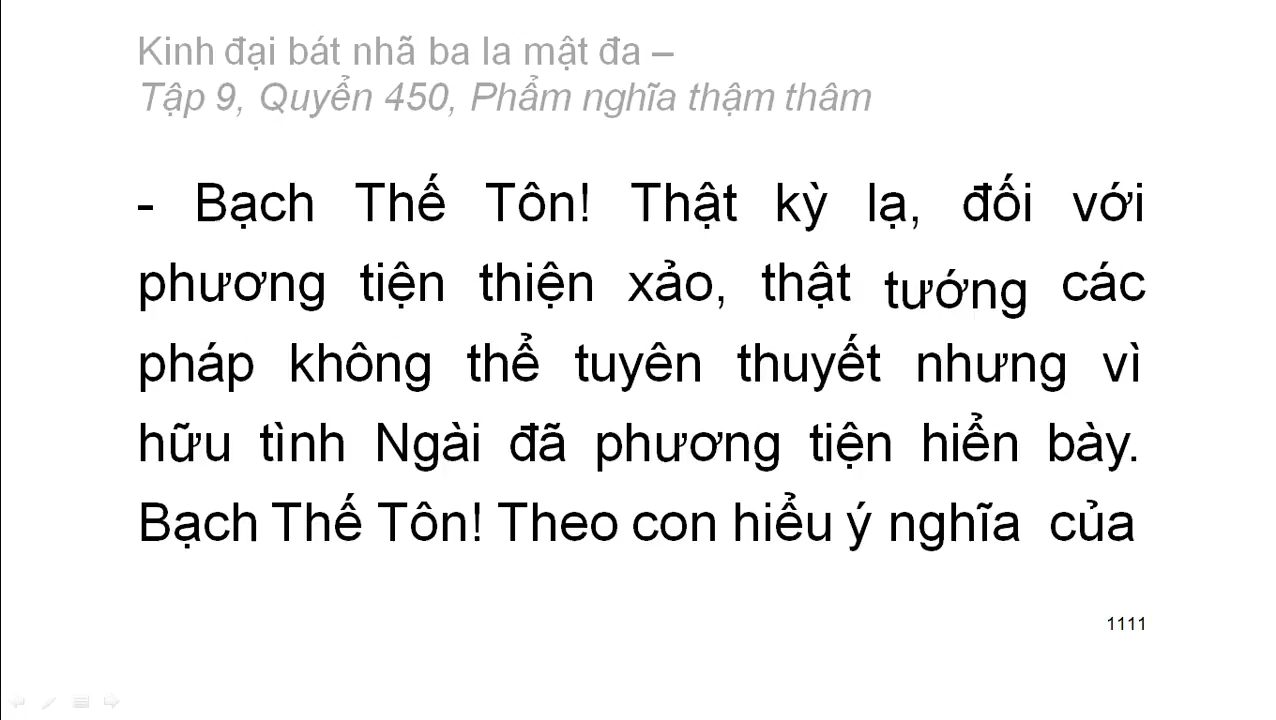 Kinh đại bát nhã ba la mật đa –
Tập 9, Quyển 450, Phẩm nghĩa thậm thâm
- Bạch Thế Tôn! Thật kỳ lạ, đối với
phương tiện thiện xảo, thật tướng các
pháp không thể tuyên thuyết nhưng vì
hữu tình Ngài đã phương tiện hiển bày.
Bạch Thế Tôn! Theo con hiểu ý nghĩa của
1111